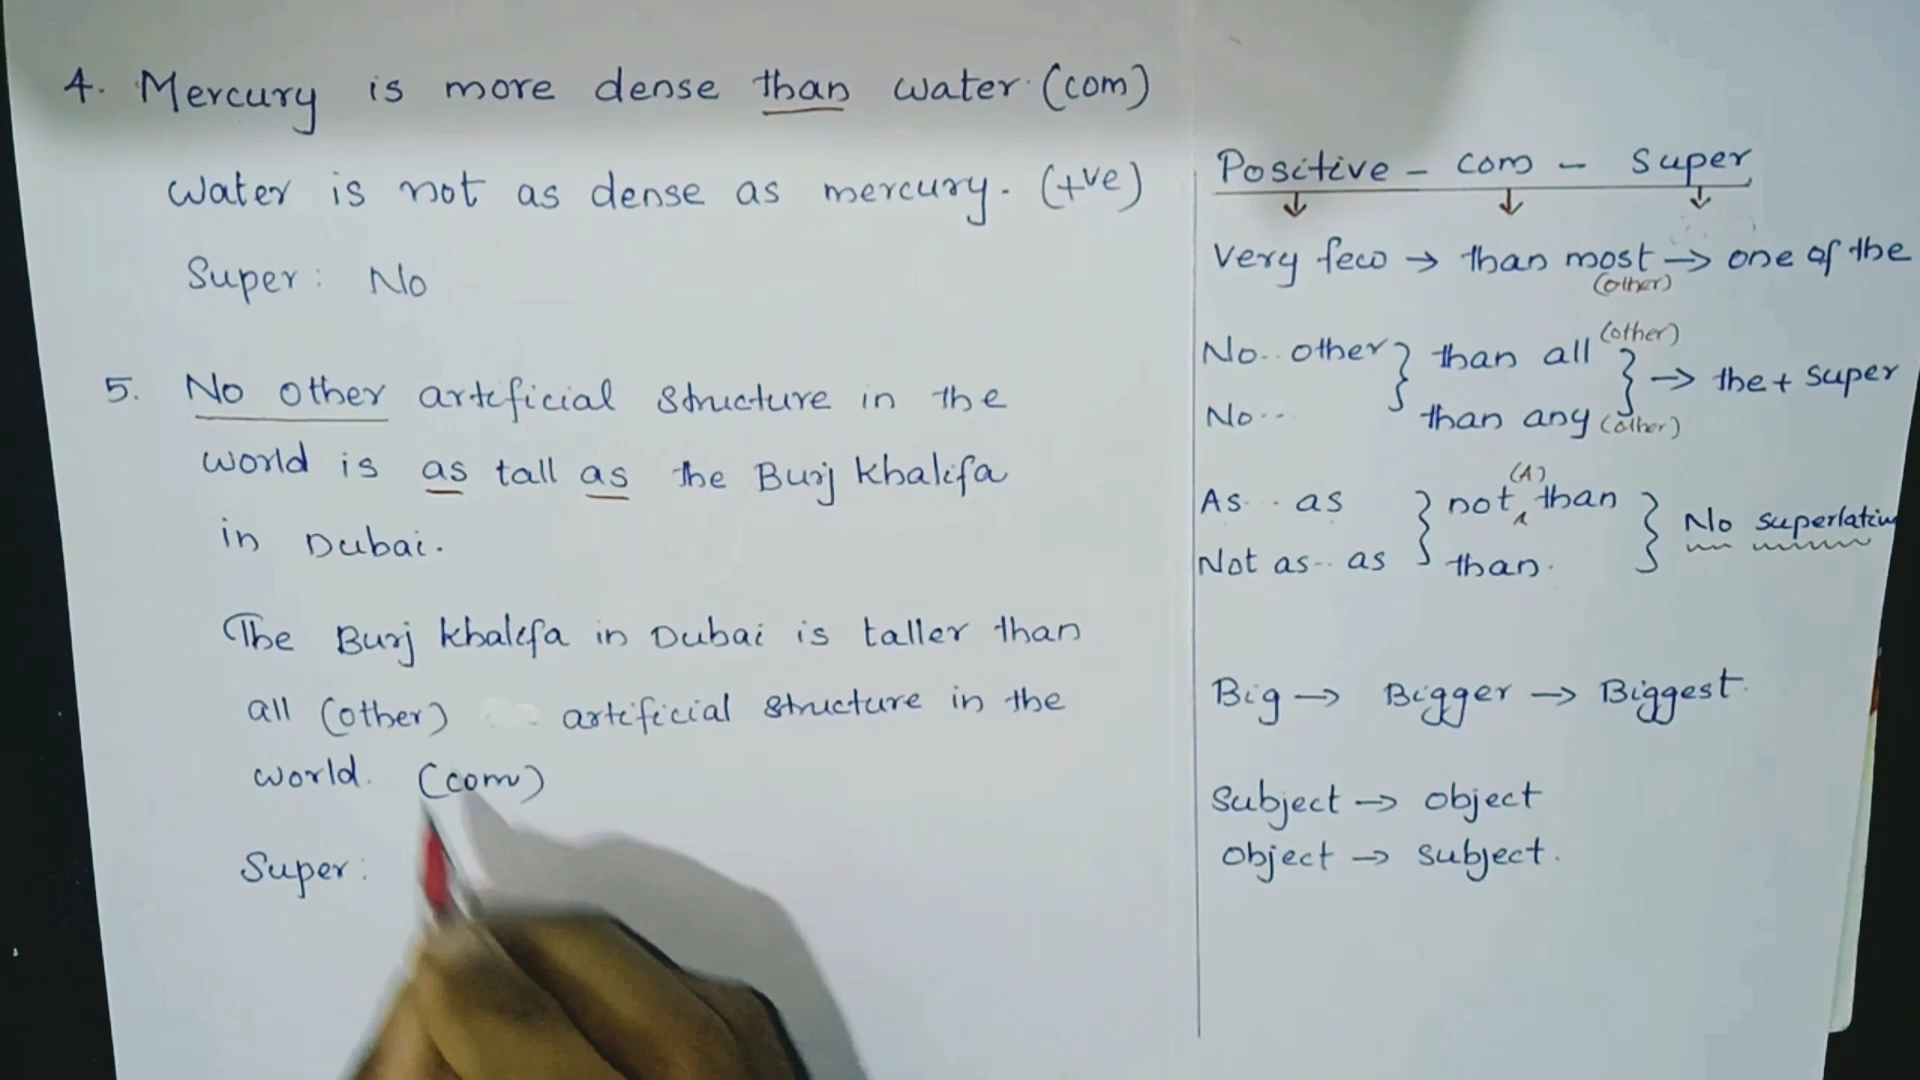 4. Mercury is more dense than water. (com)
Water is not as dense as mercury. (+ve)
Super: No
5. No other artificial structure in the
world is as tall as the Burj Khalifa
in Dubai.
The Burj Khalifa in Dubai is taller than
all (other) artificial structure in the
world. (com)
Super:
Positive - com - Super
Very few → than most → one of the
(other)
No.. other } than all (other) } → the + super
No... than any (other)
As... as } not than } No superlativ
(A)
Not as.. as than.
Big → Bigger → Biggest.
Subject → object
Object → subject.